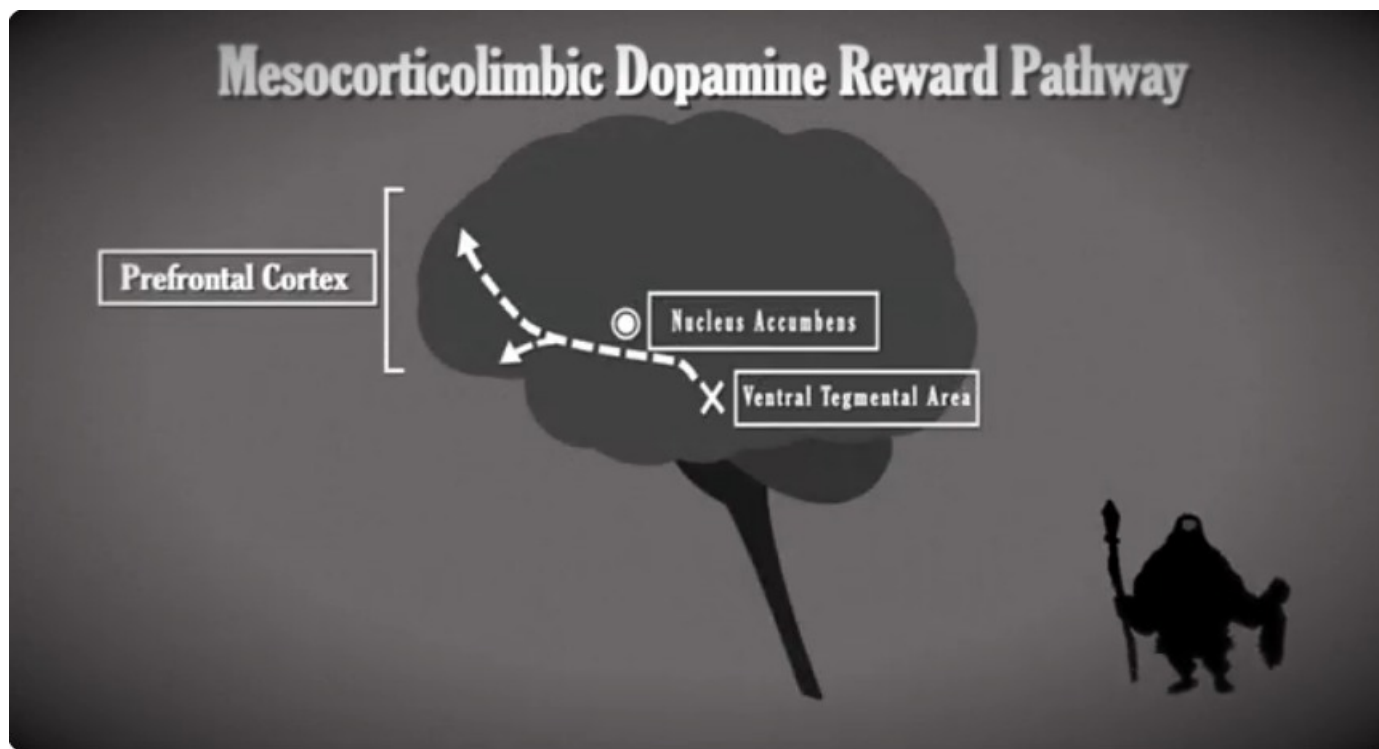 Mesocorticolimbic Dopamine Reward Pathway
Prefrontal Cortex
Nucleus Accumbens
Ventral Tegmental Area